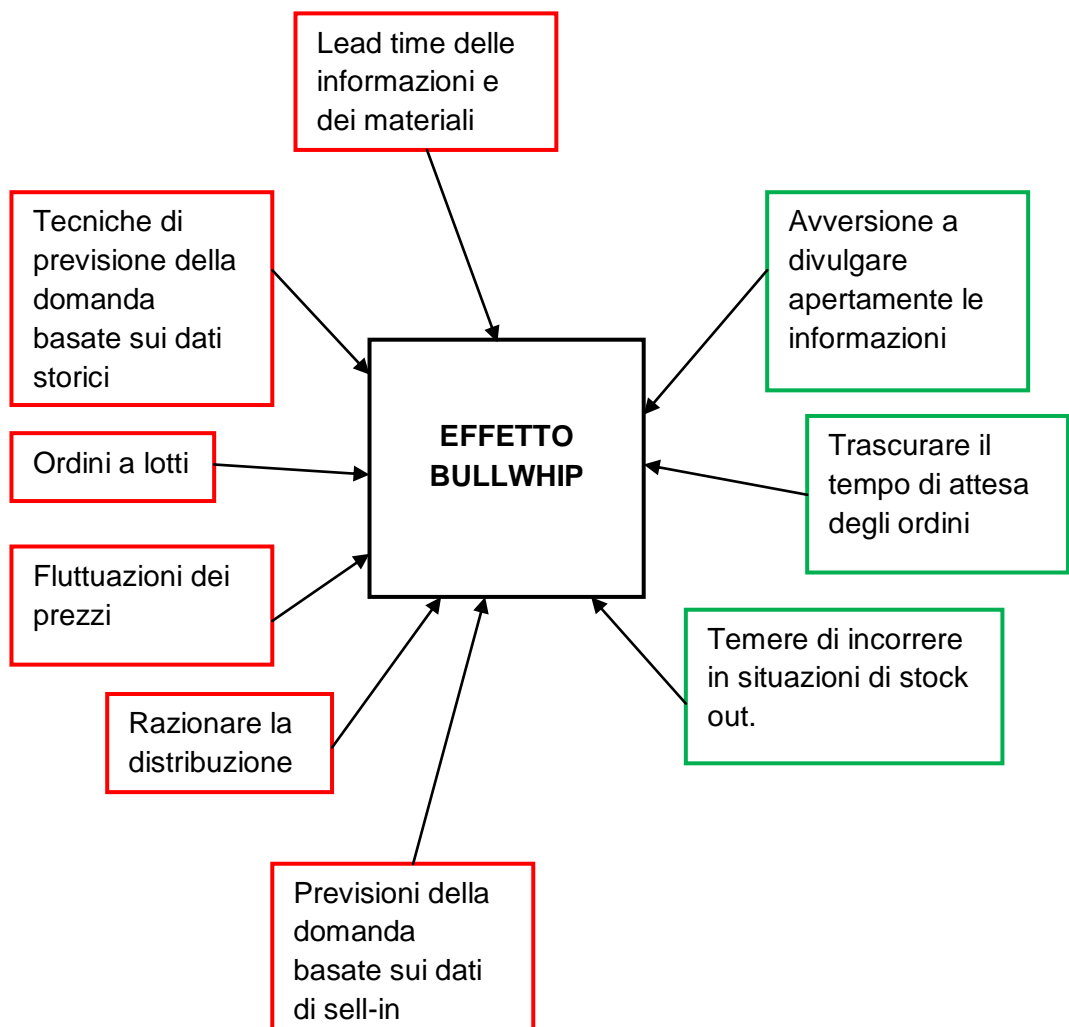 Lead time delle
informazioni e
dei materiali
Tecniche di
previsione della
domanda
basate sui dati
storici
Avversione a
divulgare
apertamente le
informazioni
EFFETTO
BULLWHIP
Ordini a lotti
Trascurare il
tempo di attesa
degli ordini
Fluttuazioni dei
prezzi
Temere di incorrere
in situazioni di stock
out.
Razionare la
distribuzione
Previsioni della
domanda
basate sui dati
di sell-in